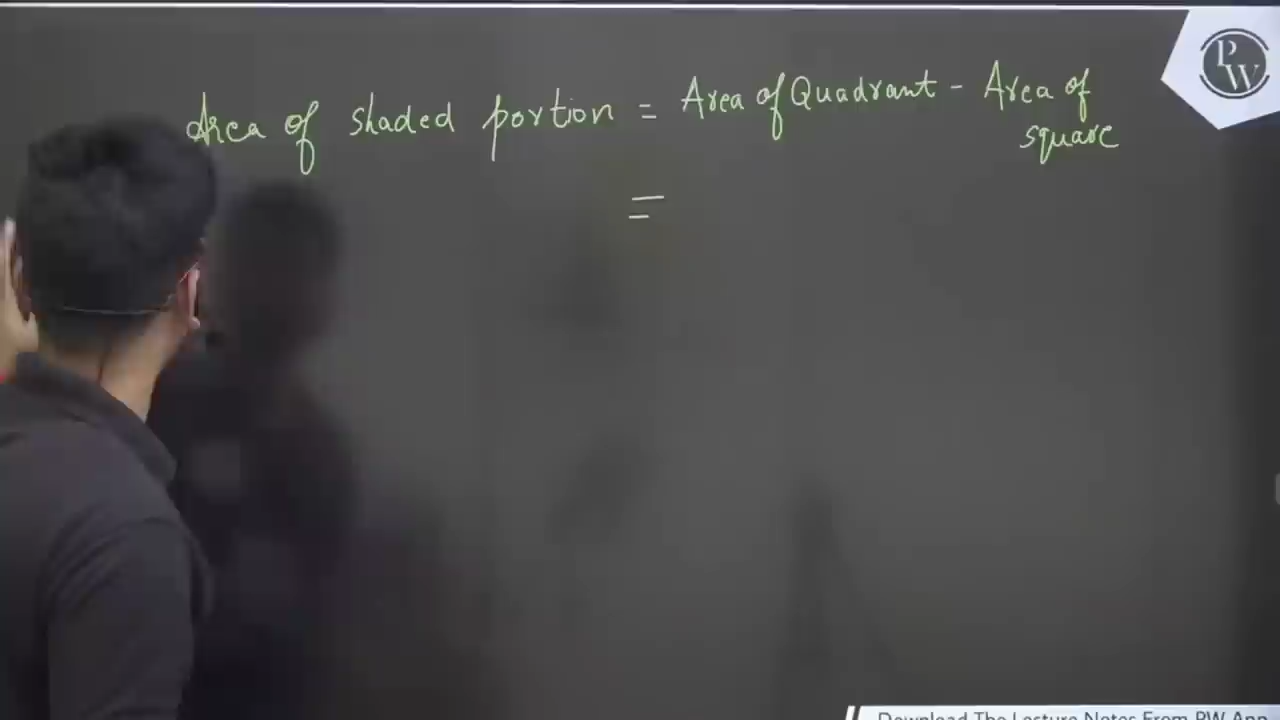 Area of shaded portion = Area of Quadrant - Area of
square
=
PW
Download The Lecture Notes From PW App